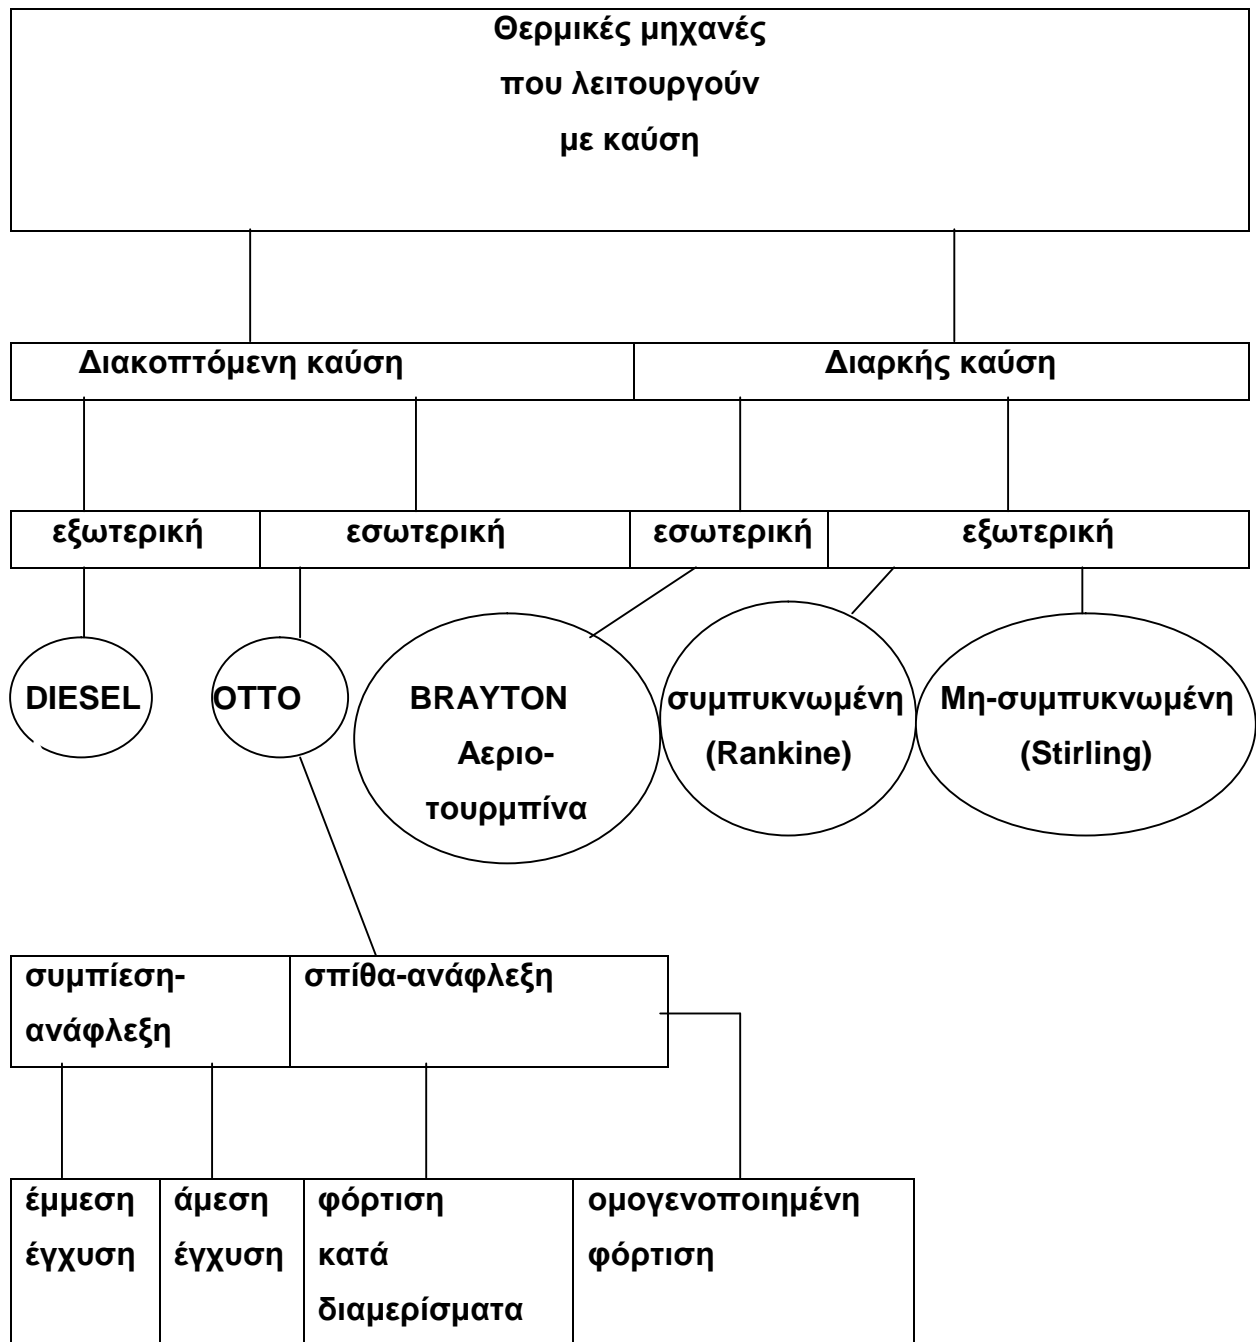 Θερμικές μηχανές
που λειτουργούν
με καύση
Διακοπτόμενη καύση
Διαρκής καύση
εξωτερική
εσωτερική
εσωτερική
εξωτερική
DIESEL
OTTO
BRAYTON
Αεριο-
τουρμπίνα
συμπυκνωμένη
(Rankine)
Μη-συμπυκνωμένη
(Stirling)
συμπίεση-
ανάφλεξη
σπίθα-ανάφλεξη
έμμεση
έγχυση
άμεση
έγχυση
φόρτιση
κατά
διαμερίσματα
ομογενοποιημένη
φόρτιση